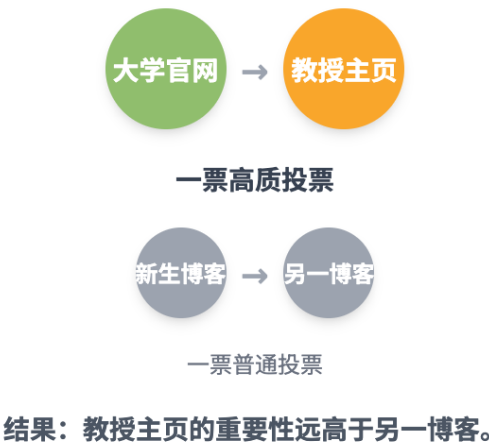 大学官网 → 教授主页
一票高质投票
新生博客 → 另一博客
一票普通投票
结果：教授主页的重要性远高于另一博客。